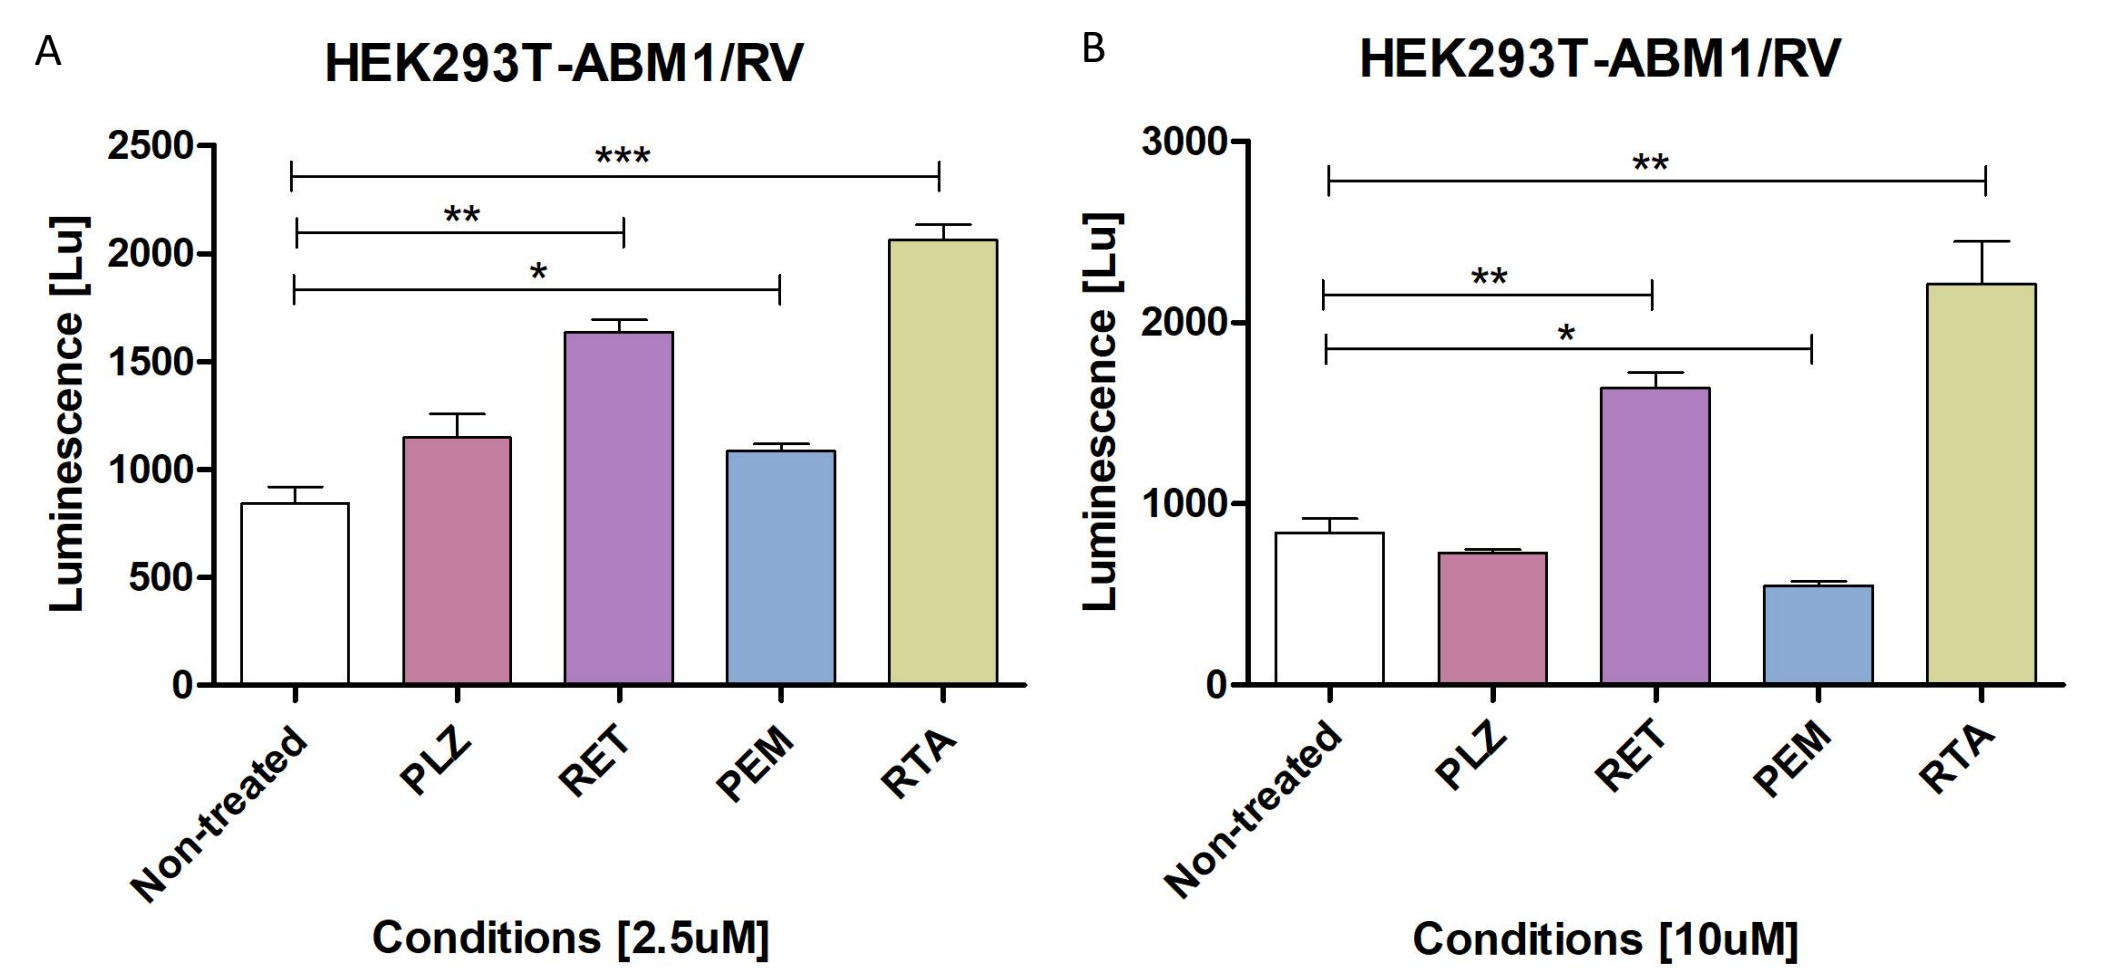 A
HEK293T-ABM1/RV
Luminescence [Lu]
2500
2000
1500
1000
500
0
***
**
*
Non-treated
PLZ
RET
PEM
RTA
Conditions [2.5uM]
B
HEK293T-ABM1/RV
Luminescence [Lu]
3000
2000
1000
0
**
**
*
Non-treated
PLZ
RET
PEM
RTA
Conditions [10uM]